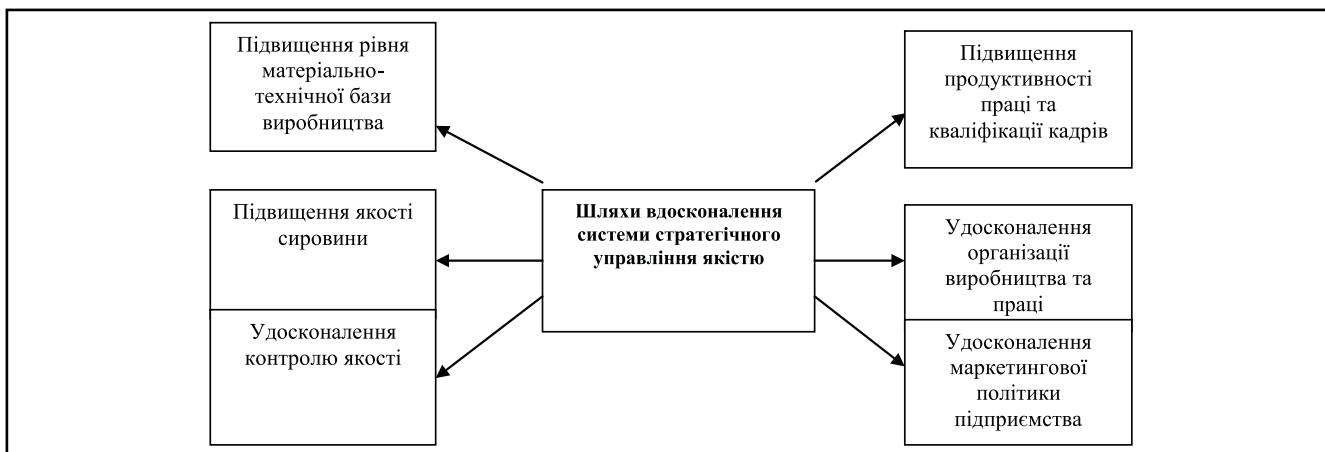 Підвищення рівня
матеріально-
технічної бази
виробництва
Підвищення
продуктивності
праці та
кваліфікації кадрів
Підвищення якості
сировини
Шляхи вдосконалення
системи стратегічного
управління якістю
Удосконалення
організації
виробництва та
праці
Удосконалення
контролю якості
Удосконалення
маркетингової
політики
підприємства